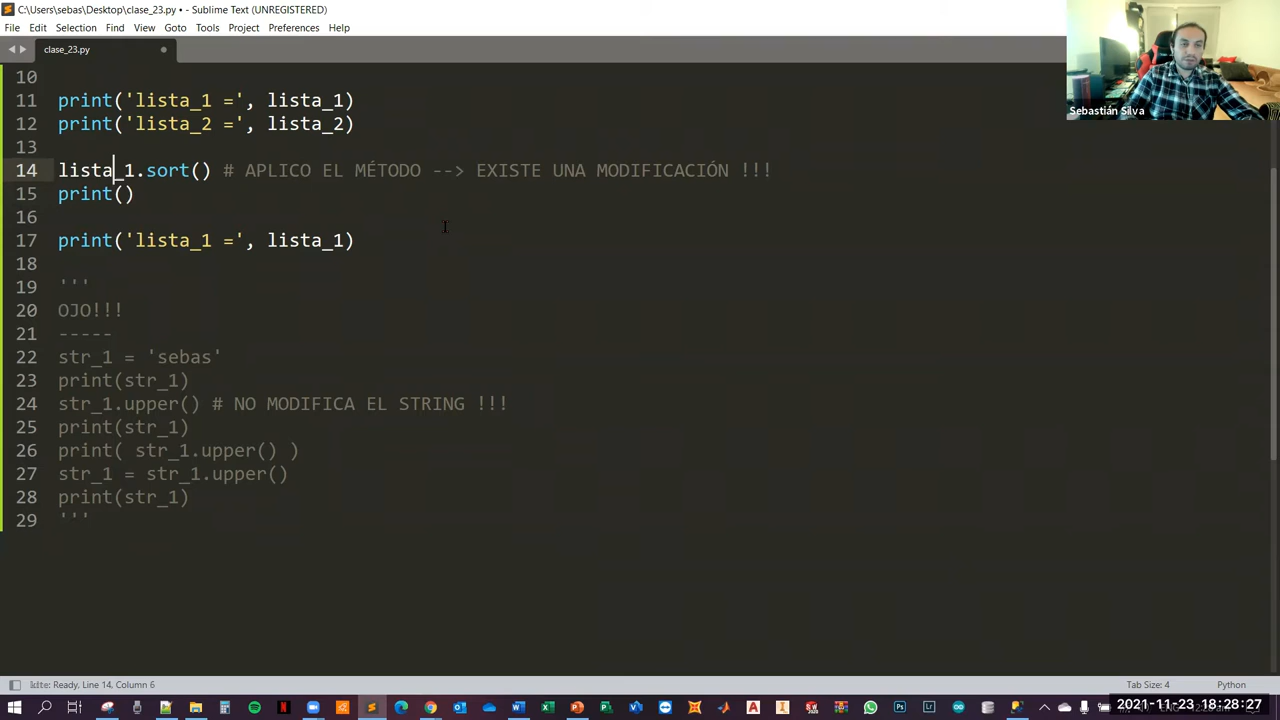 C:\Users\sebas\Desktop\clase_23.py • - Sublime Text (UNREGISTERED)
File Edit Selection Find View Goto Tools Project Preferences Help
clase_23.py
Sebastián Silva
10
11 print('lista_1 =', lista_1)
12 print('lista_2 =', lista_2)
13
14 lista_1.sort() # APLICO EL MÉTODO --> EXISTE UNA MODIFICACIÓN !!!
15 print()
16
17 print('lista_1 =', lista_1)
18
19 '''
20 OJO!!!
21 -----
22 str_1 = 'sebas'
23 print(str_1)
24 str_1.upper() # NO MODIFICA EL STRING !!!
25 print(str_1)
26 print( str_1.upper() )
27 str_1 = str_1.upper()
28 print(str_1)
29 '''
Ready, Line 14, Column 6
Tab Size: 4 Python
2021-11-23 18:28:27